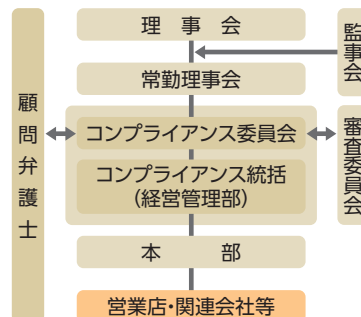 理事会
監事会
常勤理事会
顧問弁護士
コンプライアンス委員会
審査委員会
コンプライアンス統括
(経営管理部)
本部
営業店・関連会社等